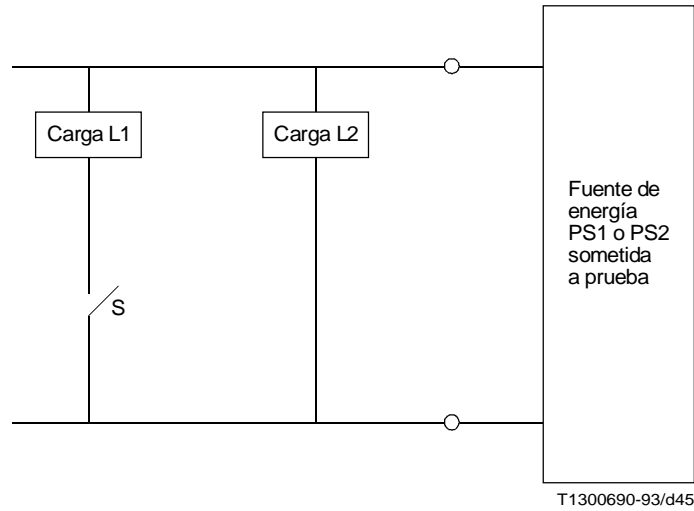 Carga L1
Carga L2
S
Fuente de
energía
PS1 o PS2
sometida
a prueba
T1300690-93/d45